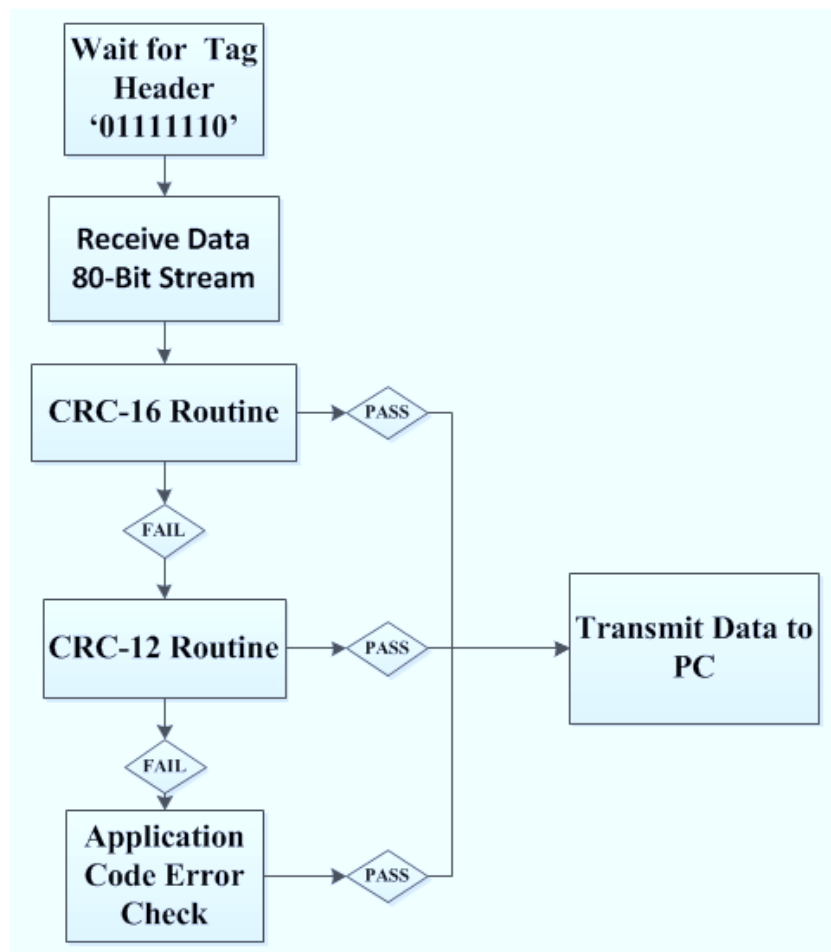 Wait for Tag
Header
‘01111110’
Receive Data
80-Bit Stream
CRC-16 Routine
PASS
FAIL
CRC-12 Routine
PASS
Transmit Data to
PC
FAIL
Application
Code Error
Check
PASS